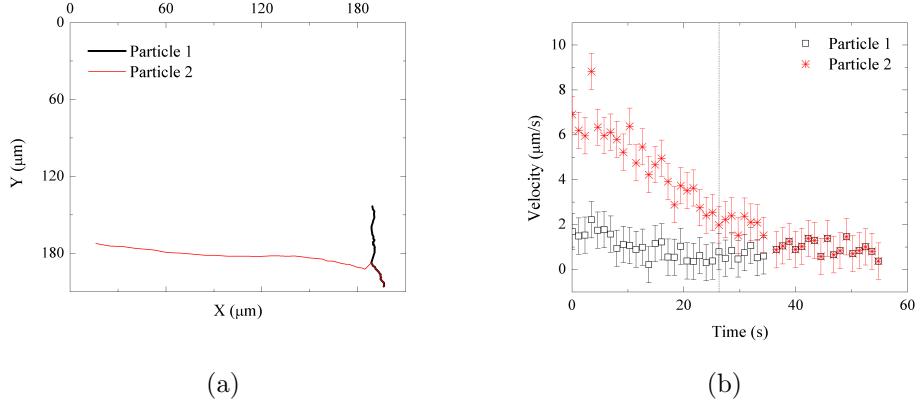 0 60 120 180
0
60
120
180
Y (μm)
X (μm)
Particle 1
Particle 2
(a)
11
10
8
6
4
2
0
Velocity (μm/s)
0 20 40 60
Time (s)
Particle 1
Particle 2
(b)